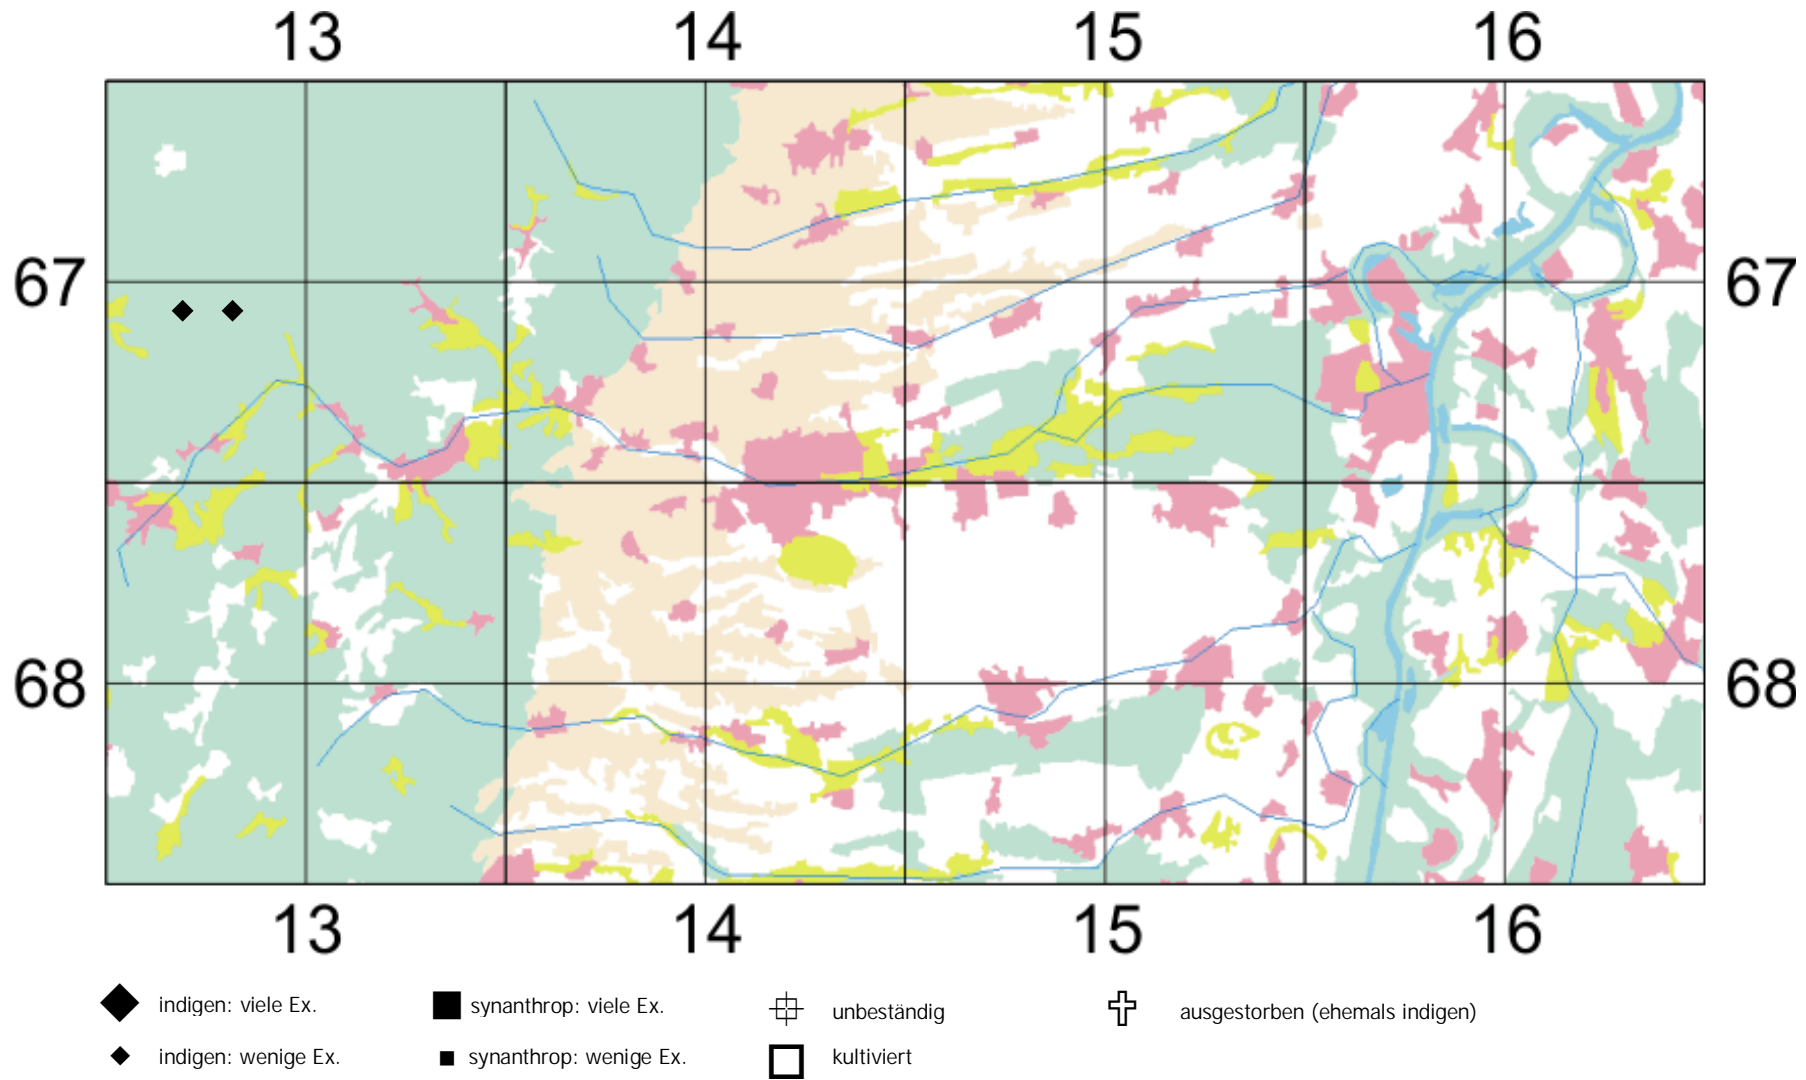 13 14 15 16
67 67
68 68
13 14 15 16
indigen: viele Ex. synanthrop: viele Ex. unbeständig ausgestorben (ehemals indigen)
indigen: wenige Ex. synanthrop: wenige Ex. kultiviert